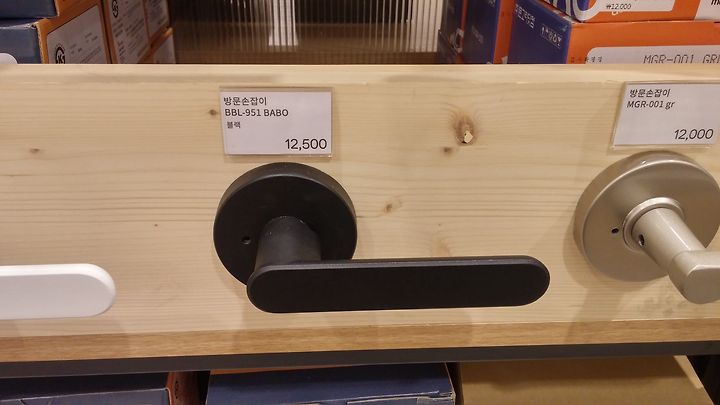 방문손잡이
BBL-951 BABO
블랙
12,500
방문손잡이
MGR-001 gr
12,000
₩12,000
MGR-001 GR